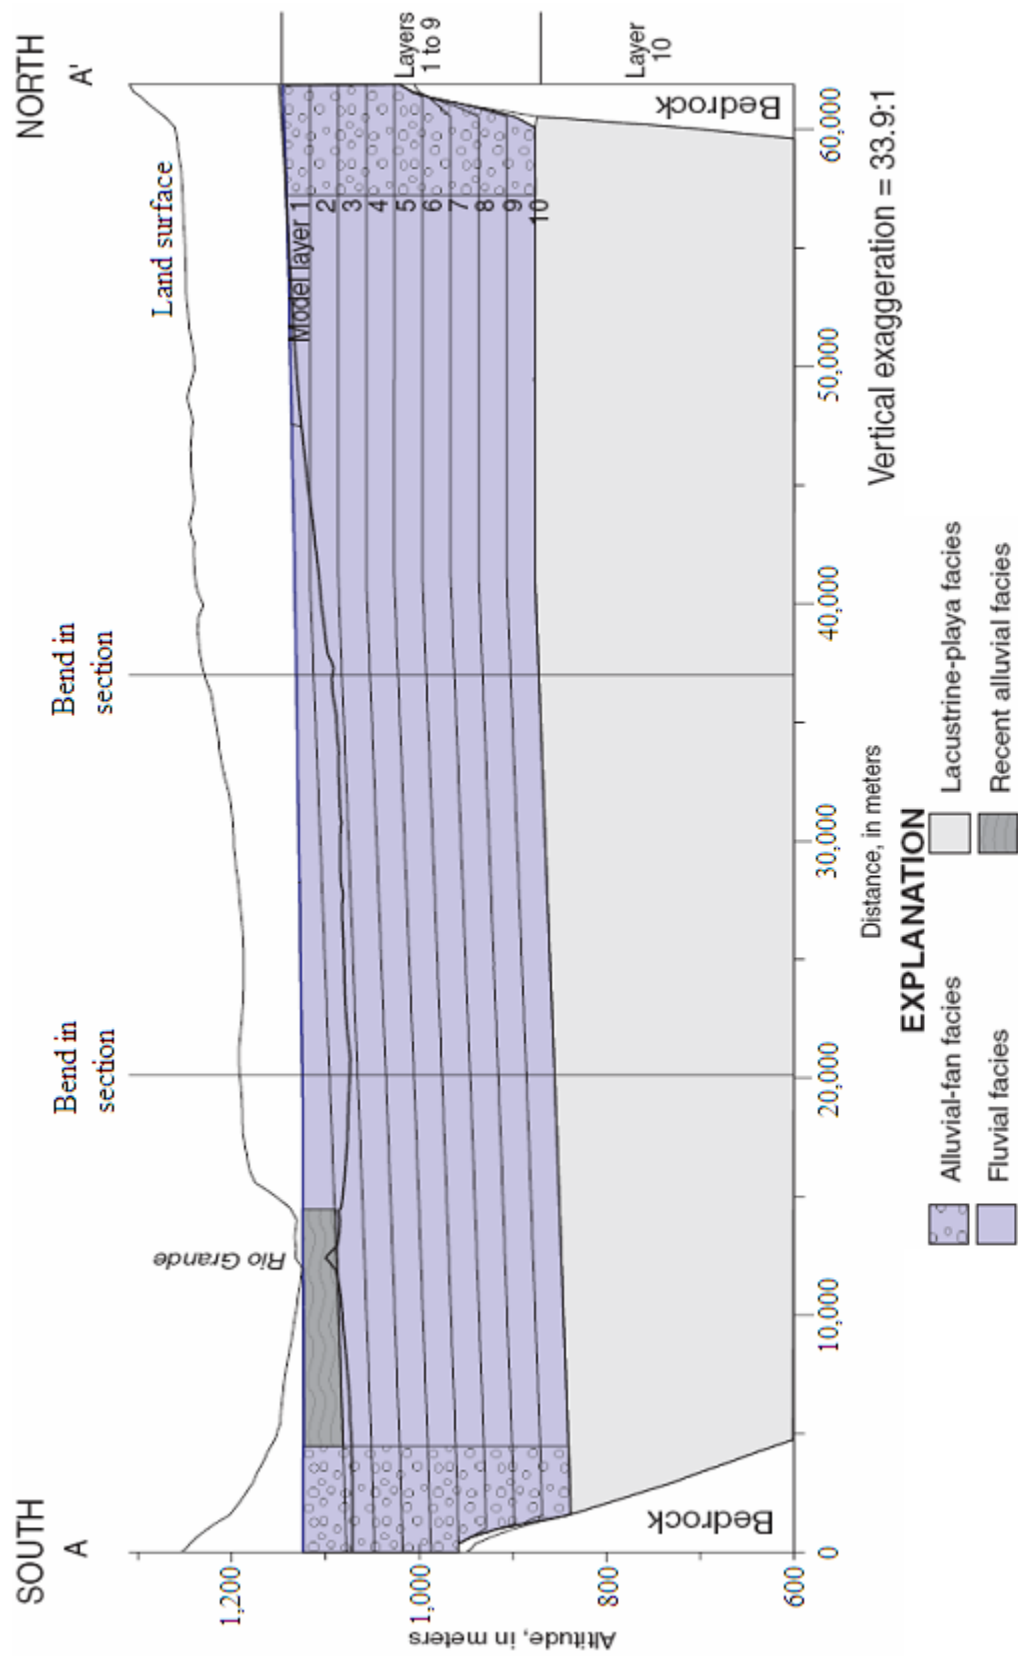 SOUTH
A
NORTH
A'
Bend in
section
Bend in
section
Land surface
Rio Grande
Layers
1 to 9
Layer
10
Model layer 1
2
3
4
5
6
7
8
9
10
Bedrock
Bedrock
1,200
1,000
800
600
Altitude, in meters
0
10,000
20,000
30,000
40,000
50,000
60,000
Distance, in meters
Vertical exaggeration = 33.9:1
EXPLANATION
Alluvial-fan facies
Fluvial facies
Lacustrine-playa facies
Recent alluvial facies